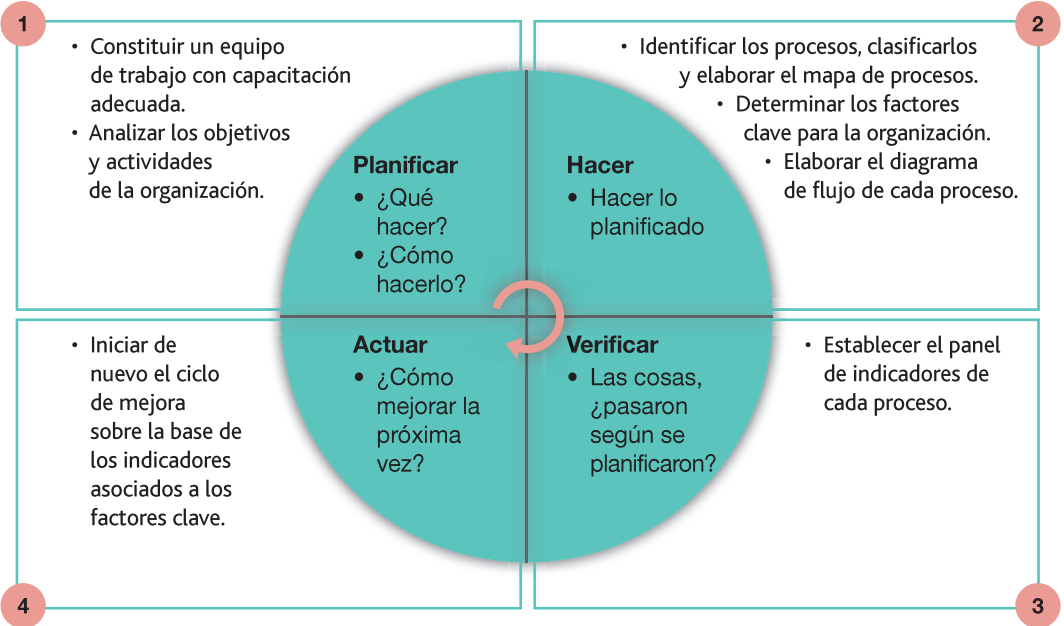 1
• Constituir un equipo
de trabajo con capacitación
adecuada.
• Analizar los objetivos
y actividades
de la organización.
Planificar
• ¿Qué
hacer?
• ¿Cómo
hacerlo?
2
• Identificar los procesos, clasificarlos
y elaborar el mapa de procesos.
• Determinar los factores
clave para la organización.
• Elaborar el diagrama
de flujo de cada proceso.
Hacer
• Hacer lo
planificado
Verificar
• Las cosas,
¿pasaron
según se
planificaron?
• Establecer el panel
de indicadores de
cada proceso.
3
Actuar
• ¿Cómo
mejorar la
próxima
vez?
• Iniciar de
nuevo el ciclo
de mejora
sobre la base de
los indicadores
asociados a los
factores clave.
4